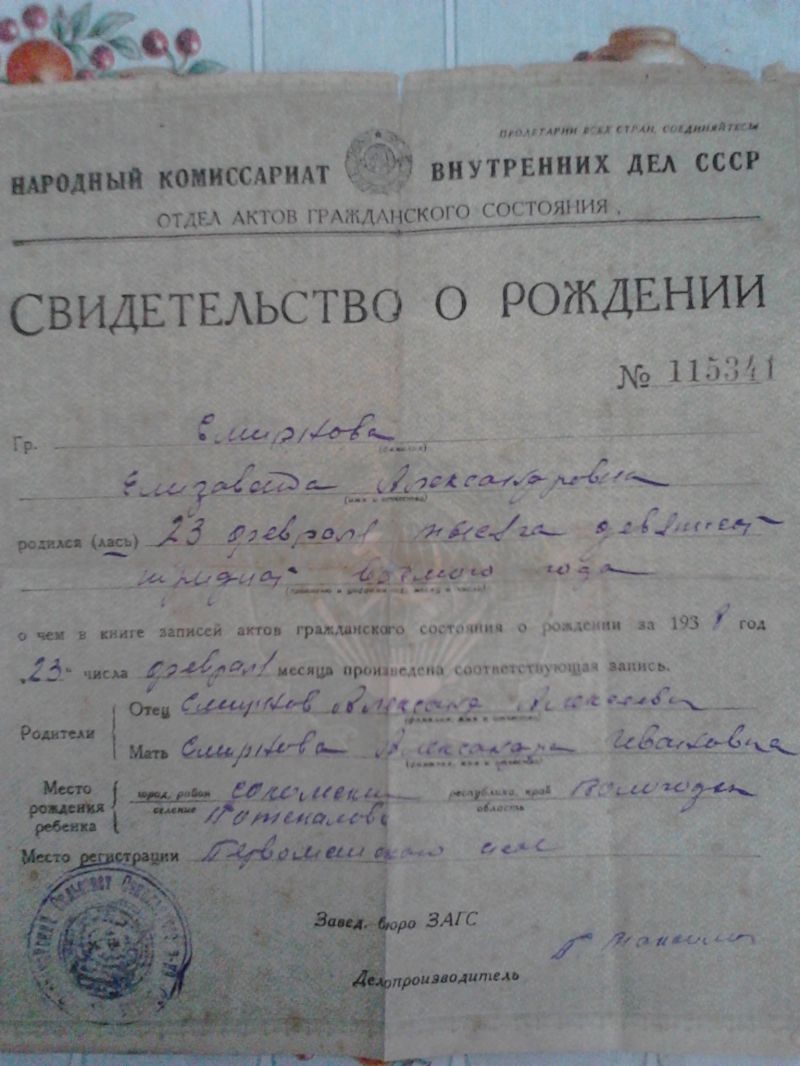 ПРОЛЕТАРИИ ВСЕХ СТРАН, СОЕДИНЯЙТЕСЬ
НАРОДНЫЙ КОМИССАРИАТ ВНУТРЕННИХ ДЕЛ СССР
ОТДЕЛ АКТОВ ГРАЖДАНСКОГО СОСТОЯНИЯ
СВИДЕТЕЛЬСТВО О РОЖДЕНИИ
№ 115341
Гр. Смирнова
(фамилия)
Елизавета Александровна
(имя и отчество)
родился (лась) 23 февраля тысяча девятьсот
тридцат восмого года
о чем в книге записей актов гражданского состояния о рождении за 1938 год
"23" числа февраля месяца произведена соответствующая запись.
Родители
Отец Смирнов Александр Алексеевич
(фамилия, имя и отчество)
Мать Смирнова Александра Ивановна
(фамилия, имя и отчество)
Место рождения ребенка
город, район республика, край Вологодск
селение область
Место регистрации Первомайского
Завед. бюро ЗАГС
Делопроизводитель